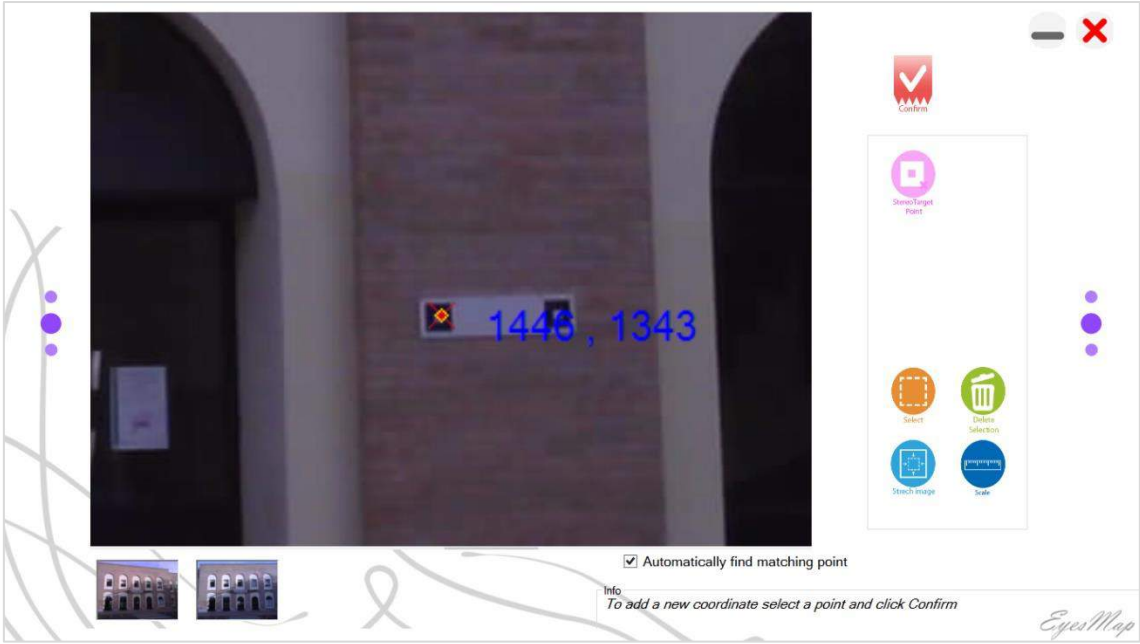 Confirm
StereoTarget
Point
1446 , 1343
Select
Delete
Selection
Strech Image
Scale
Automatically find matching point
Info
To add a new coordinate select a point and click Confirm
EyesMap